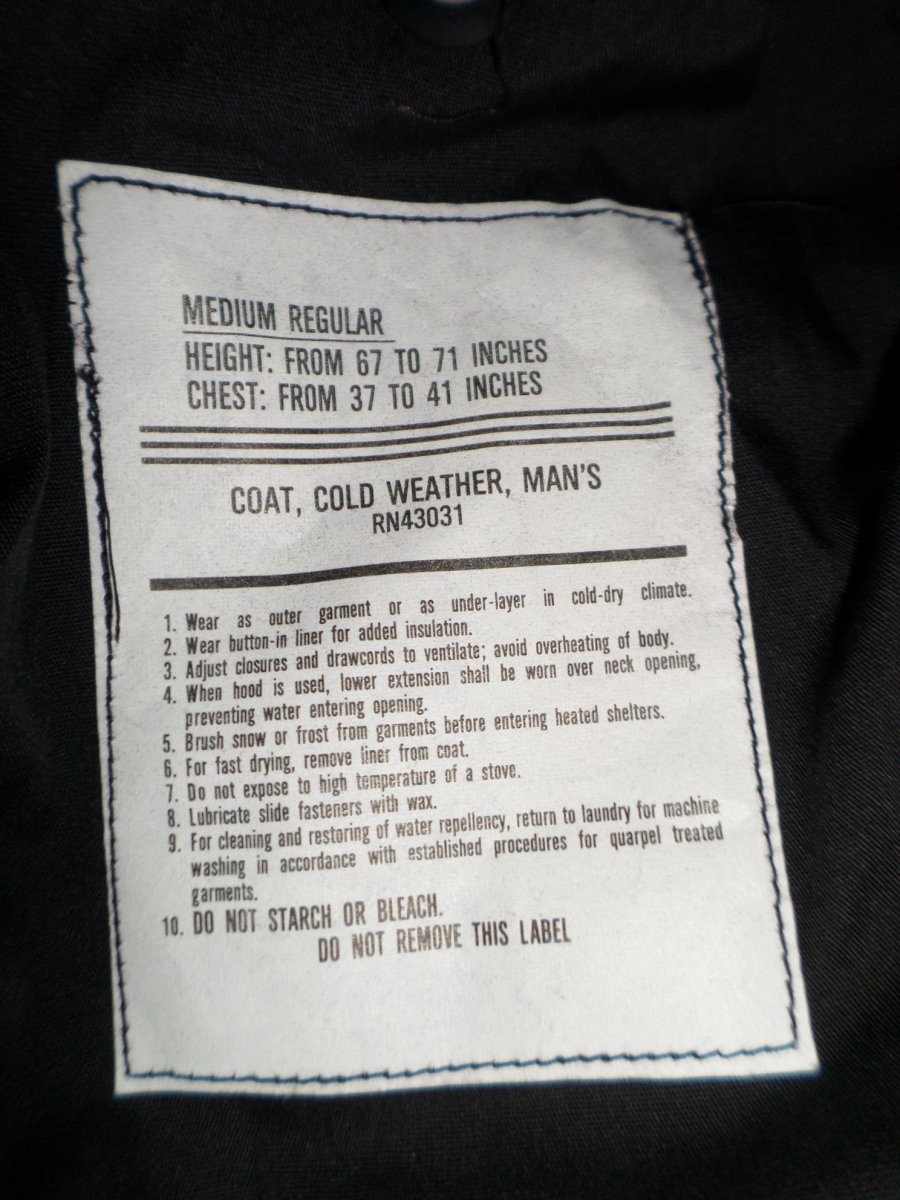 MEDIUM REGULAR
HEIGHT: FROM 67 TO 71 INCHES
CHEST: FROM 37 TO 41 INCHES
COAT, COLD WEATHER, MAN'S
RN43031
1. Wear as outer garment or as under-layer in cold-dry climate.
2. Wear button-in liner for added insulation.
3. Adjust closures and drawcords to ventilate; avoid overheating of body.
4. When hood is used, lower extension shall be worn over neck opening,
preventing water entering opening.
5. Brush snow or frost from garments before entering heated shelters.
6. For fast drying, remove liner from coat.
7. Do not expose to high temperature of a stove.
8. Lubricate slide fasteners with wax.
9. For cleaning and restoring of water repellency, return to laundry for machine
washing in accordance with established procedures for quarpel treated
garments.
10. DO NOT STARCH OR BLEACH.
DO NOT REMOVE THIS LABEL